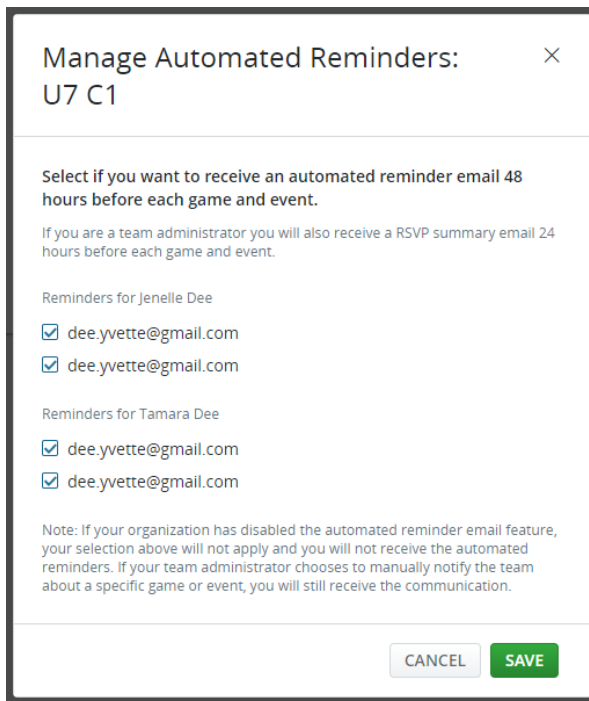 Manage Automated Reminders:
U7 C1
Select if you want to receive an automated reminder email 48
hours before each game and event.
If you are a team administrator you will also receive a RSVP summary email 24
hours before each game and event.
Reminders for Jenelle Dee
dee.yvette@gmail.com
dee.yvette@gmail.com
Reminders for Tamara Dee
dee.yvette@gmail.com
dee.yvette@gmail.com
Note: If your organization has disabled the automated reminder email feature,
your selection above will not apply and you will not receive the automated
reminders. If your team administrator chooses to manually notify the team
about a specific game or event, you will still receive the communication.
CANCEL SAVE